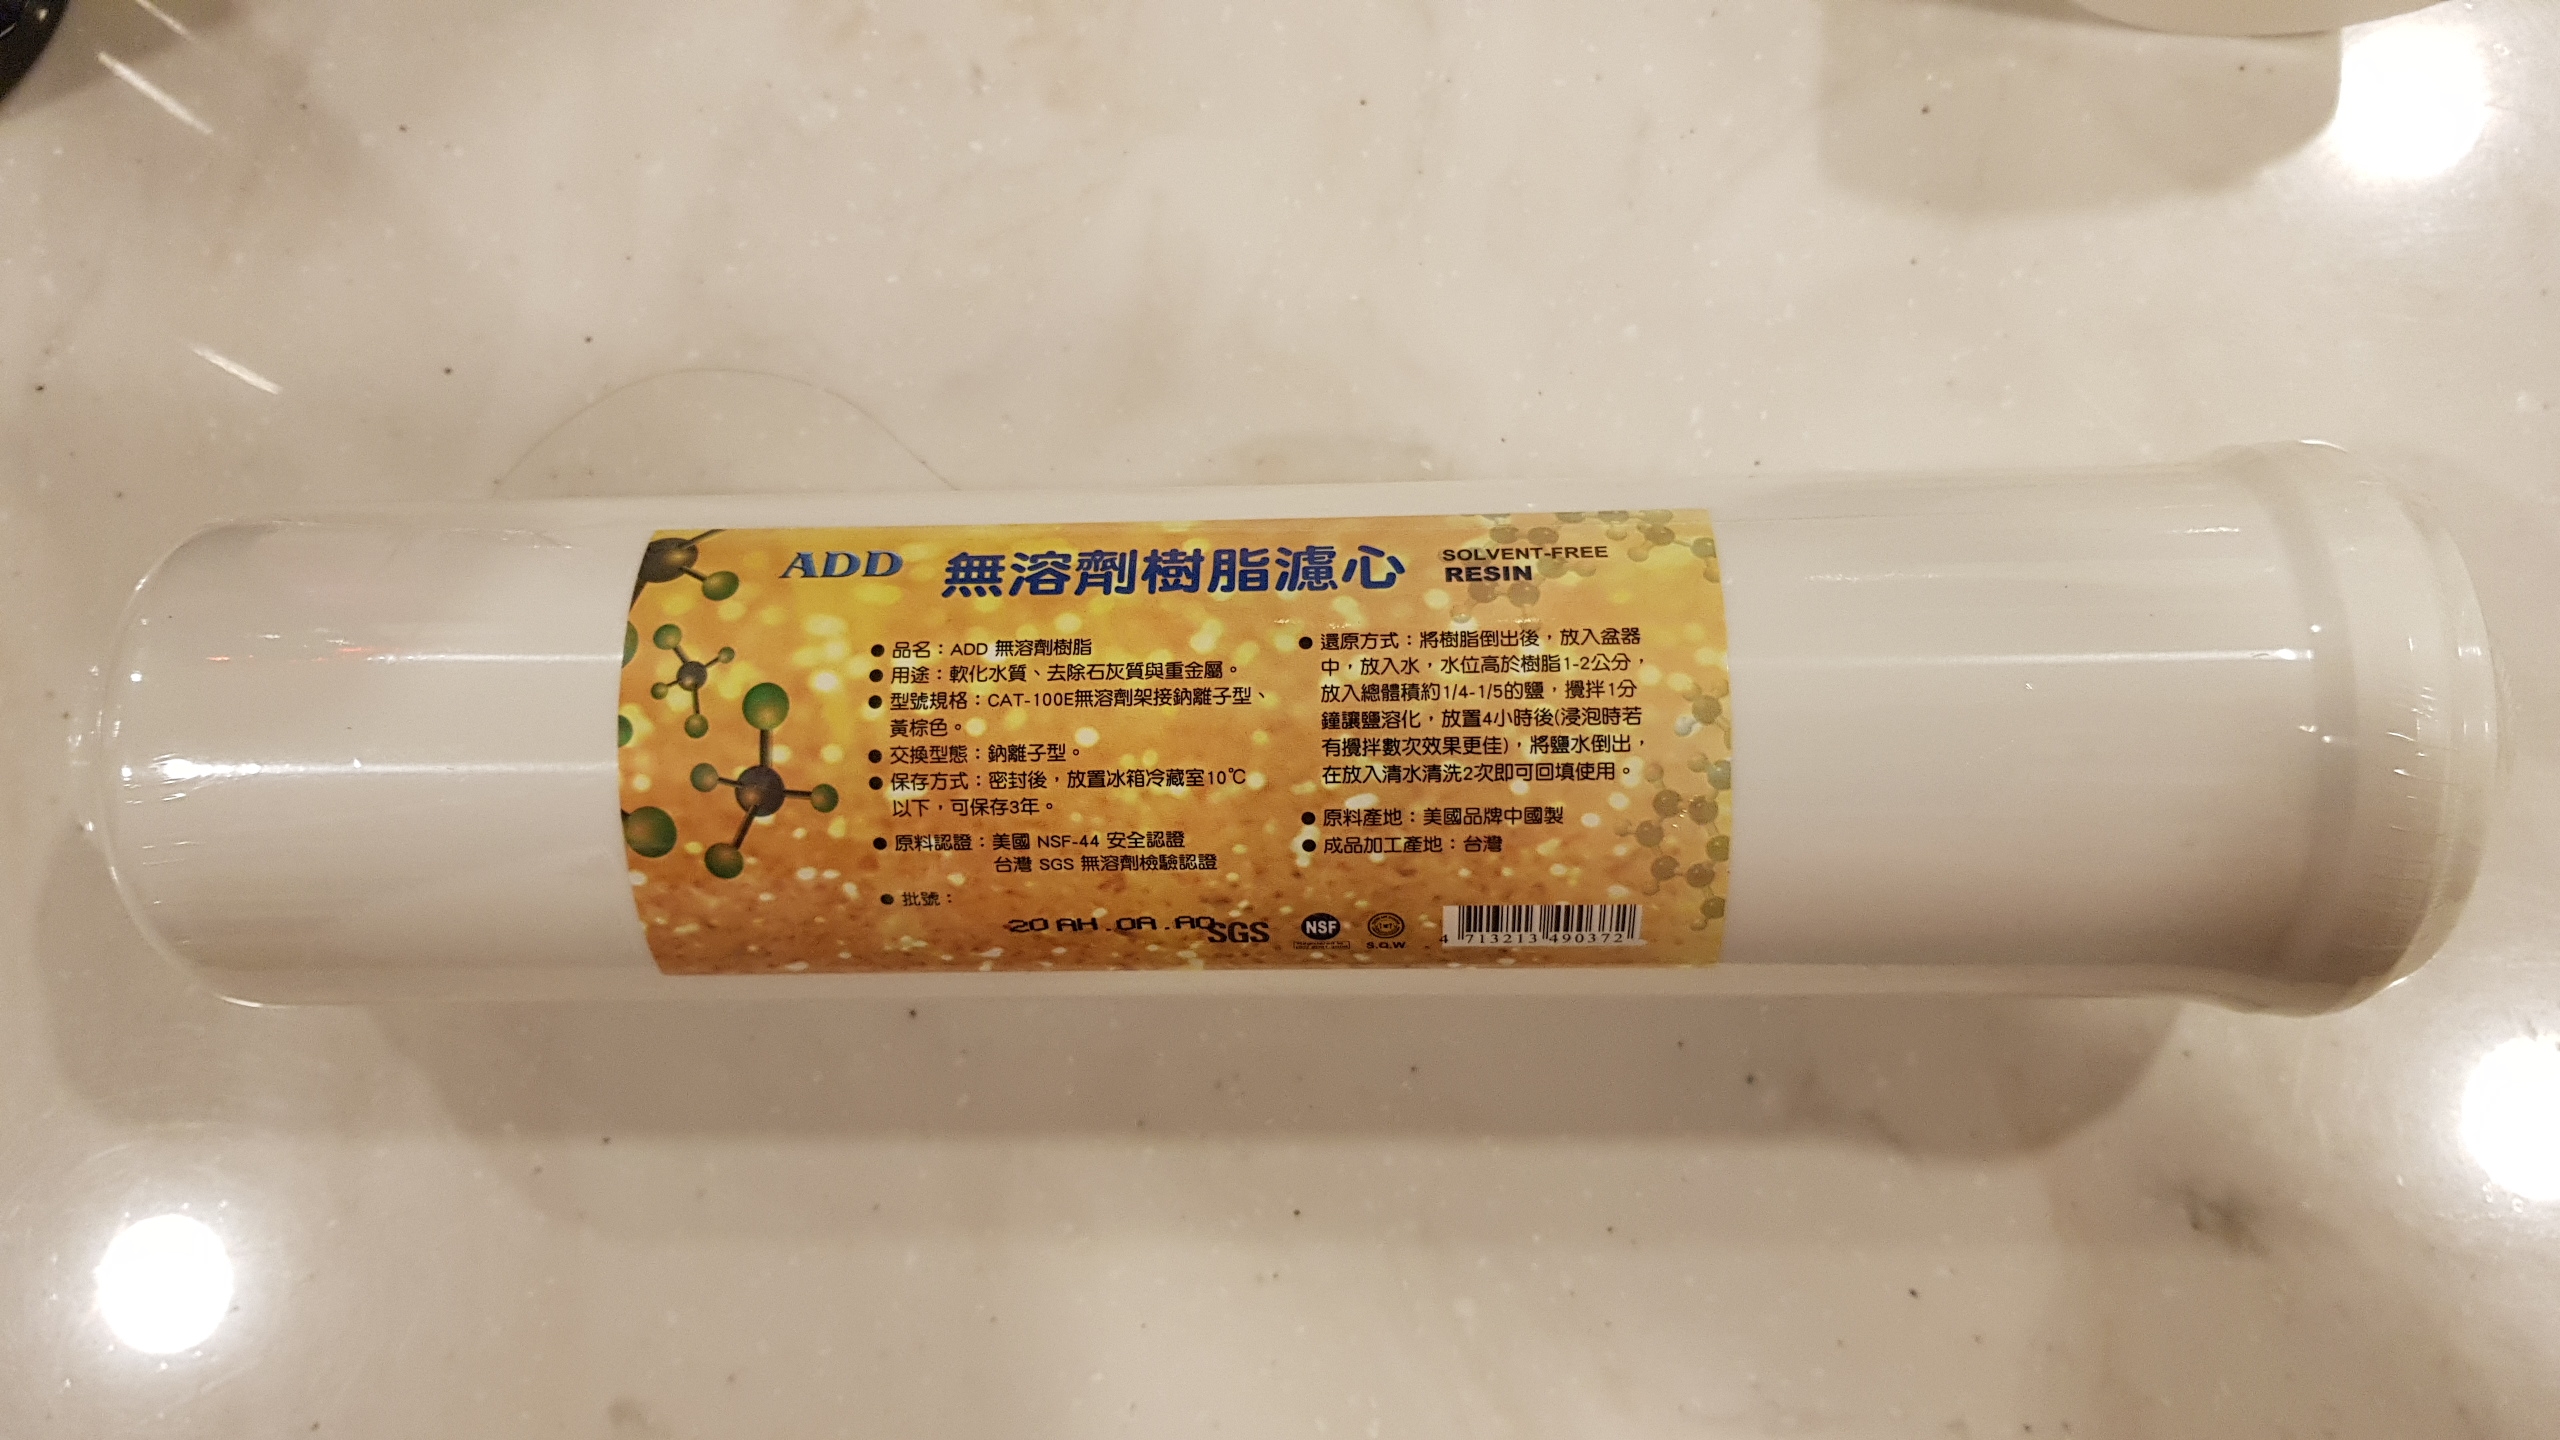 ADD 無溶劑樹脂濾心 SOLVENT-FREE
RESIN
● 品名：ADD 無溶劑樹脂
● 用途：軟化水質、去除石灰質與重金屬。
● 型號規格：CAT-100E無溶劑架接鈉離子型、
黃棕色。
● 交換型態：鈉離子型。
● 保存方式：密封後，放置冰箱冷藏室10℃
以下，可保存3年。
● 原料認證：美國 NSF-44 安全認證
台灣 SGS 無溶劑檢驗認證
● 批號：
20 AH .0A .A0
● 還原方式：將樹脂倒出後，放入盆器
中，放入水，水位高於樹脂1-2公分，
放入總體積約1/4-1/5的鹽，攪拌1分
鐘讓鹽溶化，放置4小時後(浸泡時若
有攪拌數次效果更佳)，將鹽水倒出，
在放入清水清洗2次即可回填使用。
● 原料產地：美國品牌中國製
● 成品加工產地：台灣
SGS
NSF
S.Q.W
4 713213 490372